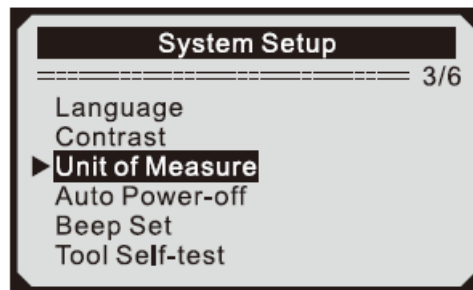 System Setup
3/6
Language
Contrast
Unit of Measure
Auto Power-off
Beep Set
Tool Self-test